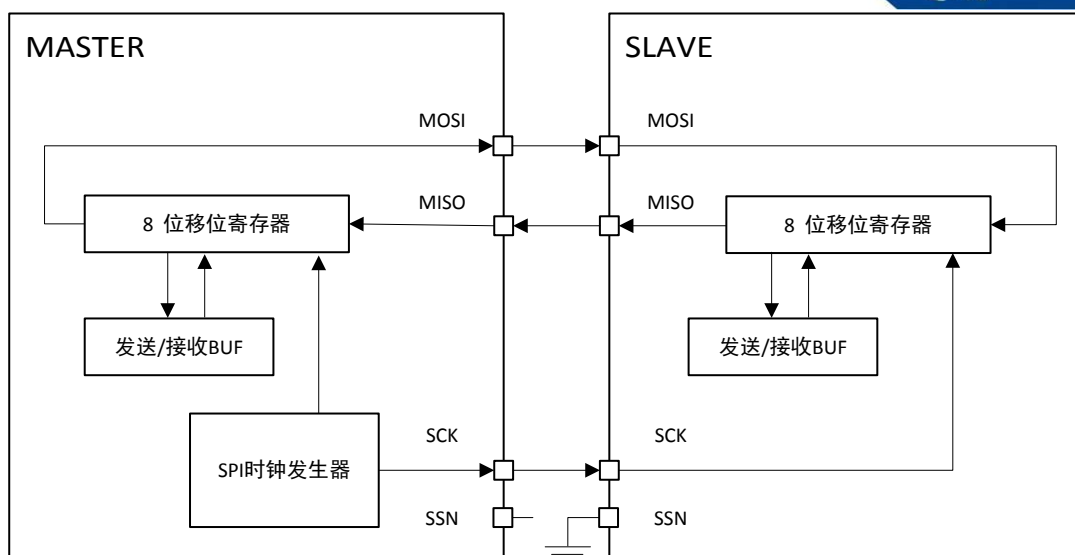 MASTER
SLAVE
MOSI
MOSI
MISO
MISO
8 位移位寄存器
8 位移位寄存器
发送/接收BUF
发送/接收BUF
SCK
SCK
SPI时钟发生器
SSN
SSN